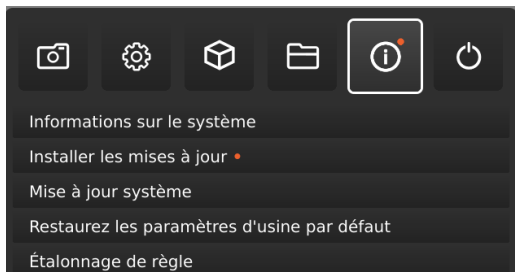 Informations sur le système
Installer les mises à jour
Mise à jour système
Restaurez les paramètres d'usine par défaut
Étalonnage de règle